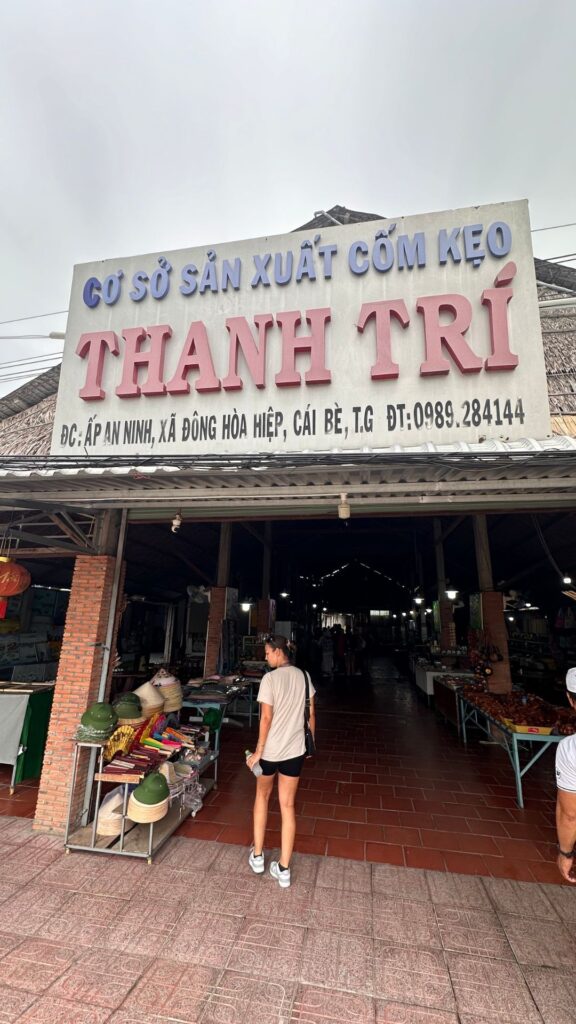 CƠ SỞ SẢN XUẤT CỐM KẸO
THANH TRÍ
ĐC: ẤP AN NINH, XÃ ĐÔNG HÒA HIỆP, CÁI BÈ, T.G ĐT:0989.284144